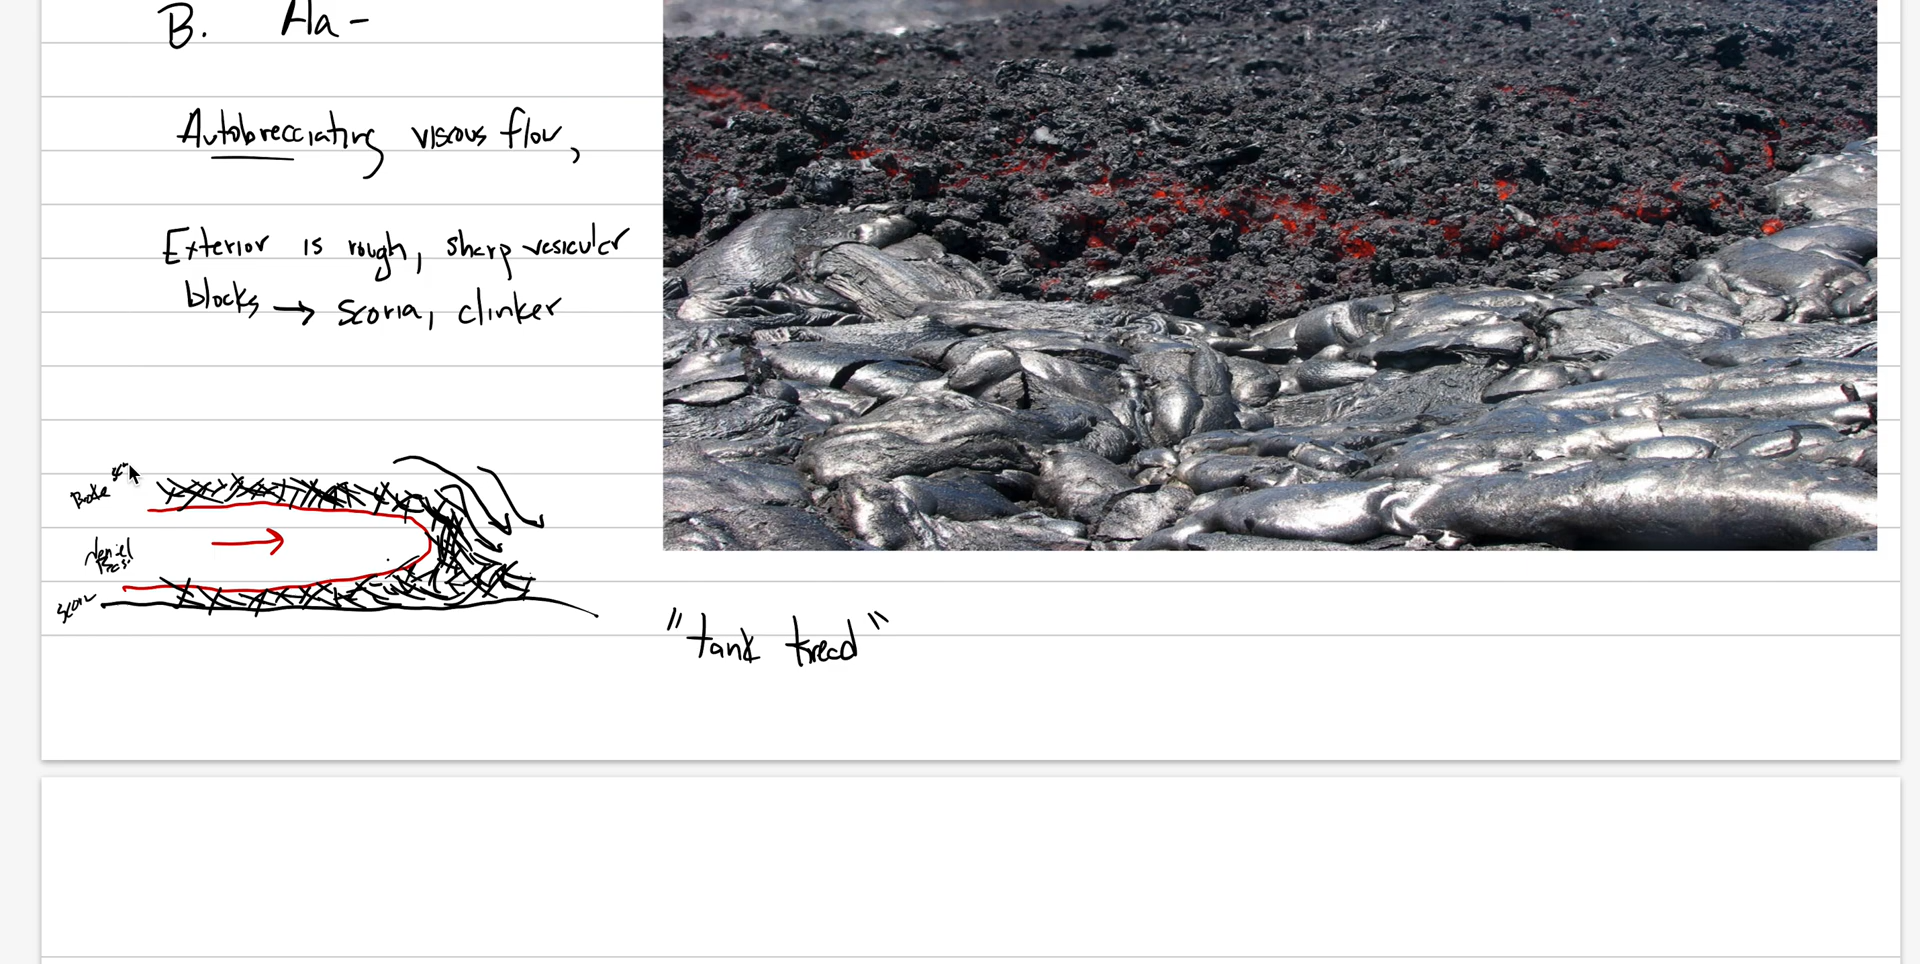 B. Aa-
Autobrecciating viscous flow,
Exterior is rough, sharp vesicular
blocks → scoria, clinker
"tank tread"